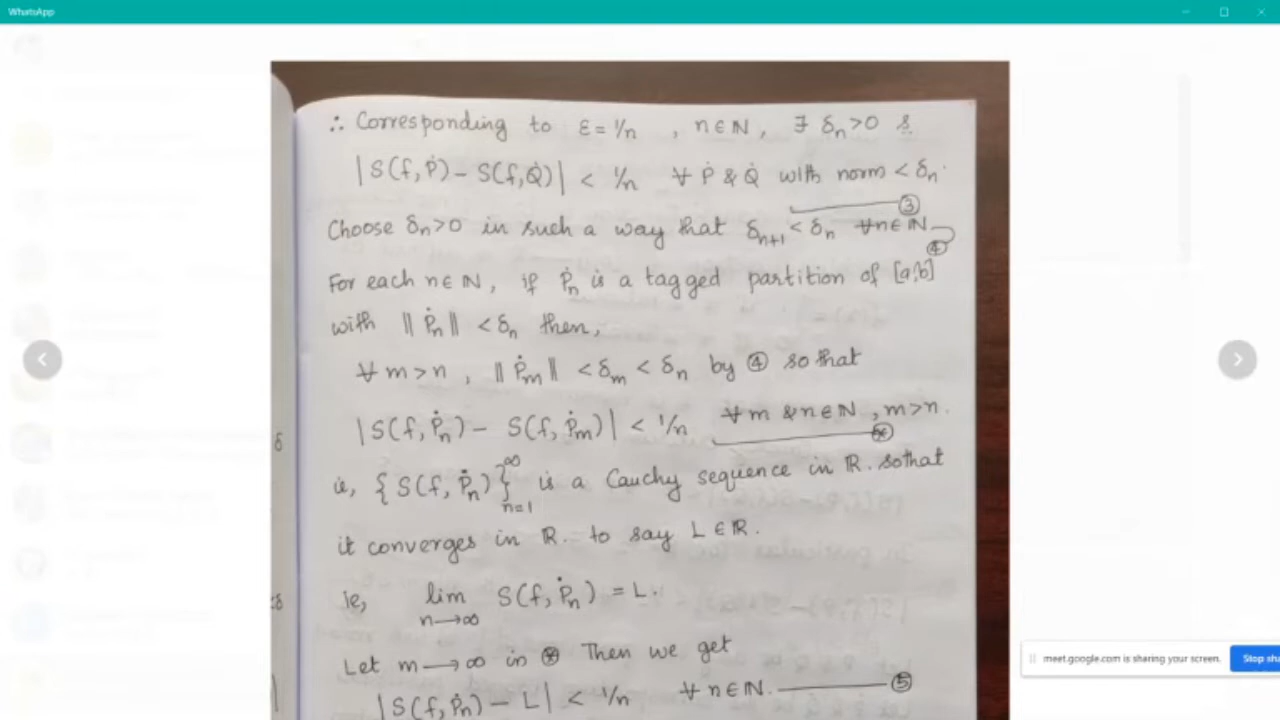 WhatsApp
∴ Corresponding to ε = 1/n , n ∈ ℕ, ∃ δₙ > 0 &
|S(f,Ṗ) − S(f,Q̇)| < 1/n ∀ Ṗ & Q̇ with norm < δₙ.
③
Choose δₙ > 0 in such a way that δₙ₊₁ < δₙ ∀ n ∈ ℕ
④
For each n ∈ ℕ, if Ṗₙ is a tagged partition of [a,b]
with ‖Ṗₙ‖ < δₙ then,
∀ m > n , ‖Ṗₘ‖ < δₘ < δₙ by ④ so that
|S(f,Ṗₙ) − S(f,Ṗₘ)| < 1/n ∀ m & n ∈ ℕ , m > n.
⊛
ie, {S(f,Ṗₙ)}ₙ₌₁^∞ is a Cauchy sequence in ℝ. so that
it converges in ℝ. to say L ∈ ℝ.
ie, lim n→∞ S(f,Ṗₙ) = L.
Let m → ∞ in ⊛ Then we get
|S(f,Ṗₙ) − L| < 1/n ∀ n ∈ ℕ. ⑤
meet.google.com is sharing your screen.
Stop sha